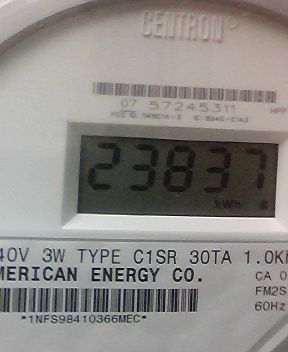 CENTRON®
07 57245311
23837
kWh
40V 3W TYPE C1SR 30TA 1.0K
MERICAN ENERGY CO.
CA 0
FM2S
60Hz
*1NFS98410366MEC*